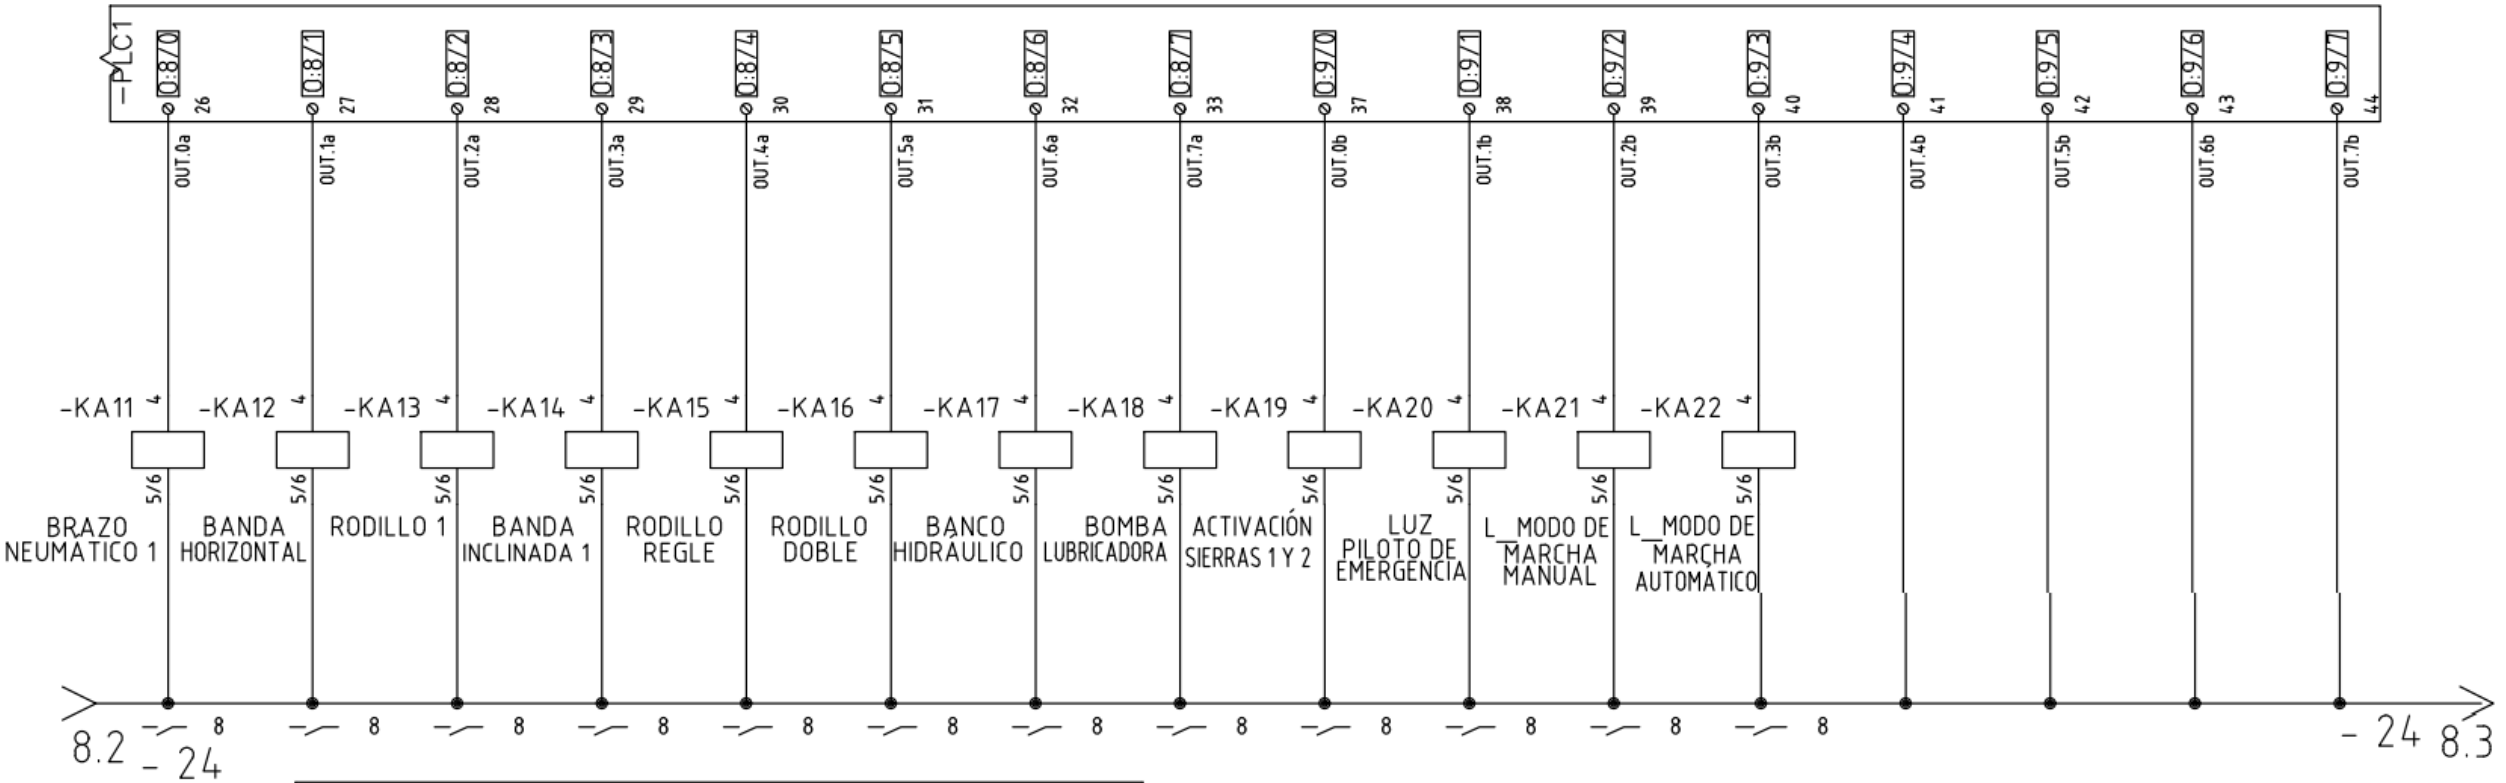 -PLC1
O:8/0 O:8/1 O:8/2 O:8/3 O:8/4 O:8/5 O:8/6 O:8/7 O:9/0 O:9/1 O:9/2 O:9/3 O:9/4 O:9/5 O:9/6 O:9/7
26 27 28 29 30 31 32 33 37 38 39 40 41 42 43 44
OUT.0a OUT.1a OUT.2a OUT.3a OUT.4a OUT.5a OUT.6a OUT.7a OUT.0b OUT.1b OUT.2b OUT.3b OUT.4b OUT.5b OUT.6b OUT.7b
-KA11 4 -KA12 4 -KA13 4 -KA14 4 -KA15 4 -KA16 4 -KA17 4 -KA18 4 -KA19 4 -KA20 4 -KA21 4 -KA22 4
5/6 5/6 5/6 5/6 5/6 5/6 5/6 5/6 5/6 5/6 5/6 5/6
BRAZO
NEUMÁTICO 1
BANDA
HORIZONTAL
RODILLO 1
BANDA
INCLINADA 1
RODILLO
REGLE
RODILLO
DOBLE
BANCO
HIDRÁULICO
BOMBA
LUBRICADORA
ACTIVACIÓN
SIERRAS 1 Y 2
LUZ
PILOTO DE
EMERGENCIA
L_MODO DE
MARCHA
MANUAL
L_MODO DE
MARCHA
AUTOMÁTICO
8 8 8 8 8 8 8 8 8 8 8 8
8.2 - 24
- 24 8.3